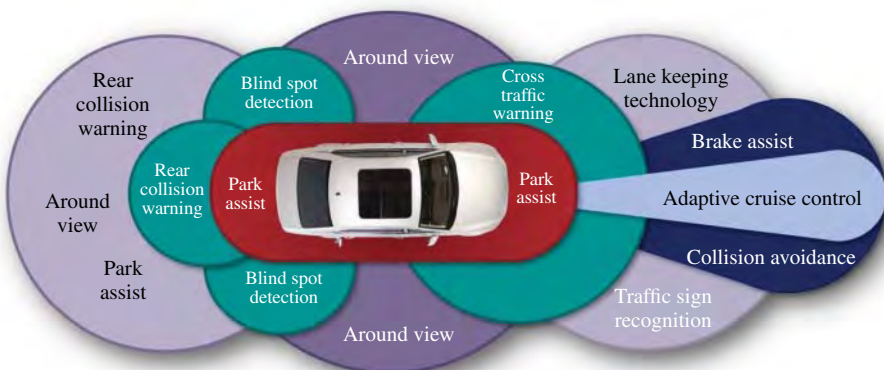 Rear
collision
warning
Around
view
Park
assist
Blind spot
detection
Rear
collision
warning
Blind spot
detection
Park
assist
Around view
Around view
Park
assist
Cross
traffic
warning
Lane keeping
technology
Brake assist
Adaptive cruise control
Collision avoidance
Traffic sign
recognition